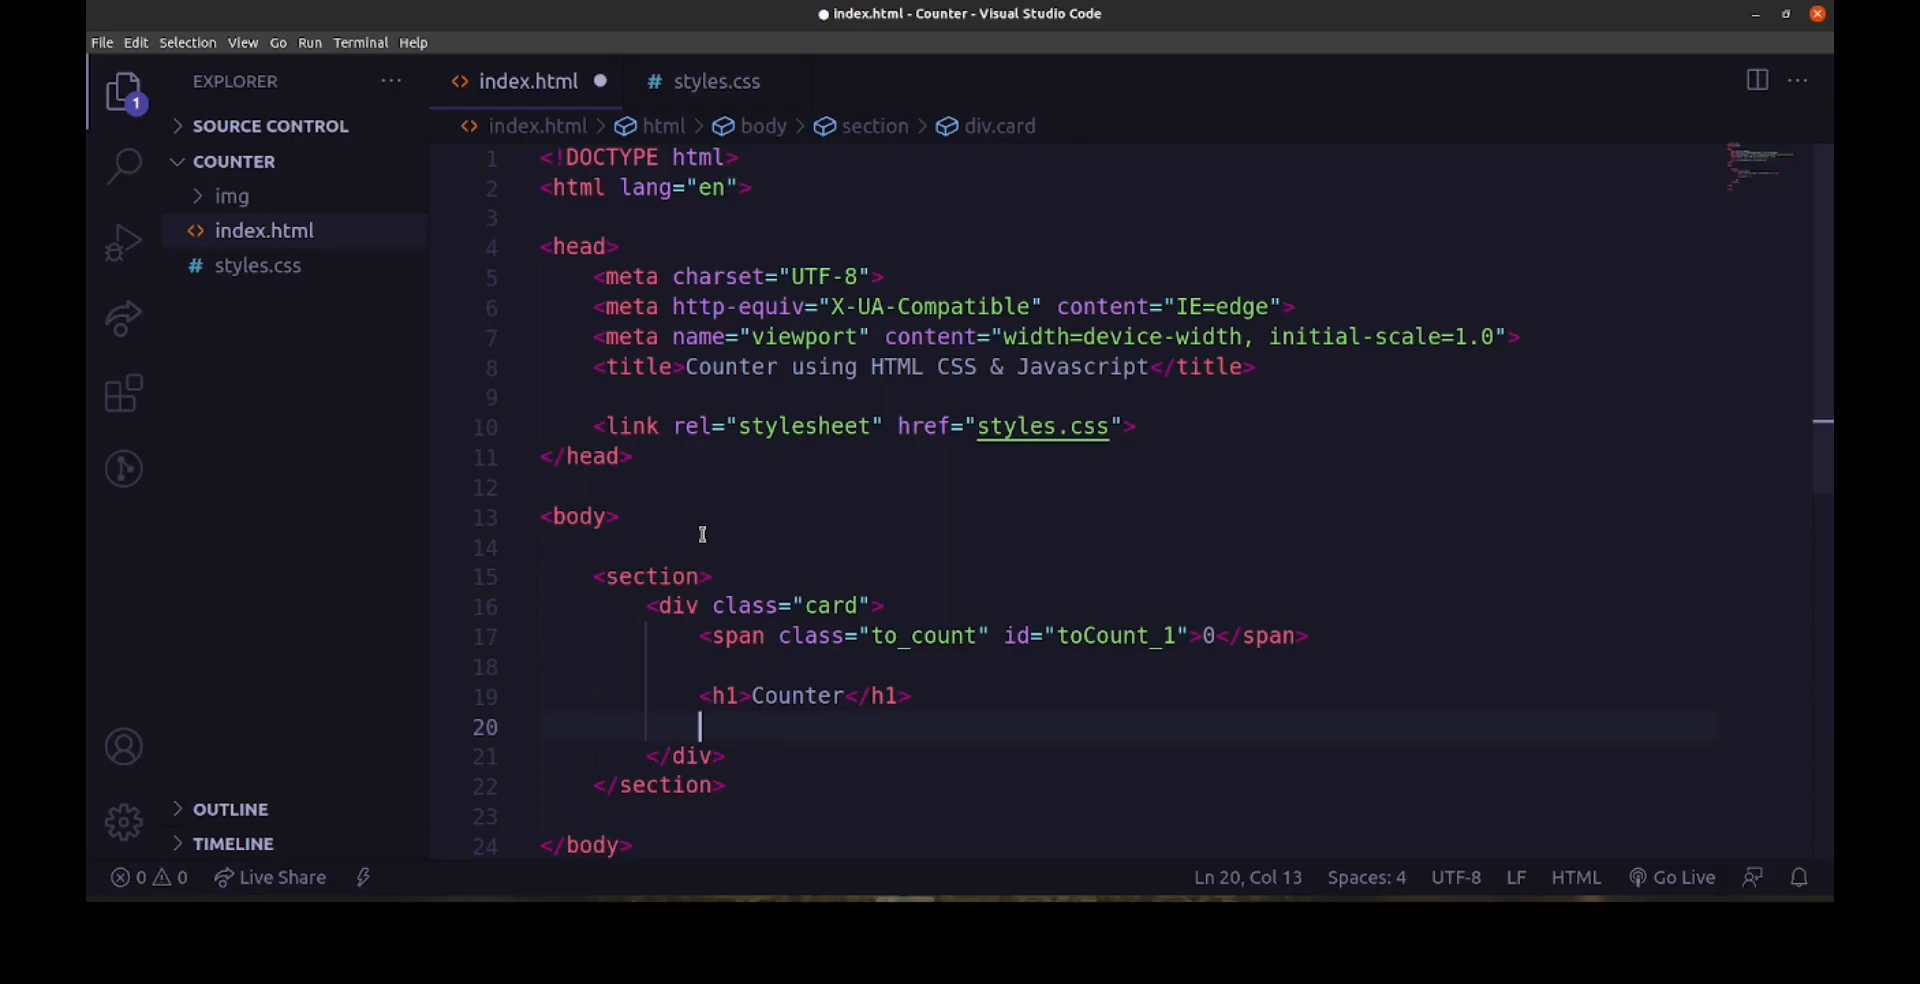 index.html - Counter - Visual Studio Code
File Edit Selection View Go Run Terminal Help
EXPLORER
SOURCE CONTROL
COUNTER
img
index.html
styles.css
OUTLINE
TIMELINE
1
index.html
# styles.css
index.html > html > body > section > div.card
1 <!DOCTYPE html>
2 <html lang="en">
3
4 <head>
5 <meta charset="UTF-8">
6 <meta http-equiv="X-UA-Compatible" content="IE=edge">
7 <meta name="viewport" content="width=device-width, initial-scale=1.0">
8 <title>Counter using HTML CSS & Javascript</title>
9
10 <link rel="stylesheet" href="styles.css">
11 </head>
12
13 <body>
14
15 <section>
16 <div class="card">
17 <span class="to_count" id="toCount_1">0</span>
18
19 <h1>Counter</h1>
20
21 </div>
22 </section>
23
24 </body>
0 0 Live Share
Ln 20, Col 13 Spaces: 4 UTF-8 LF HTML Go Live